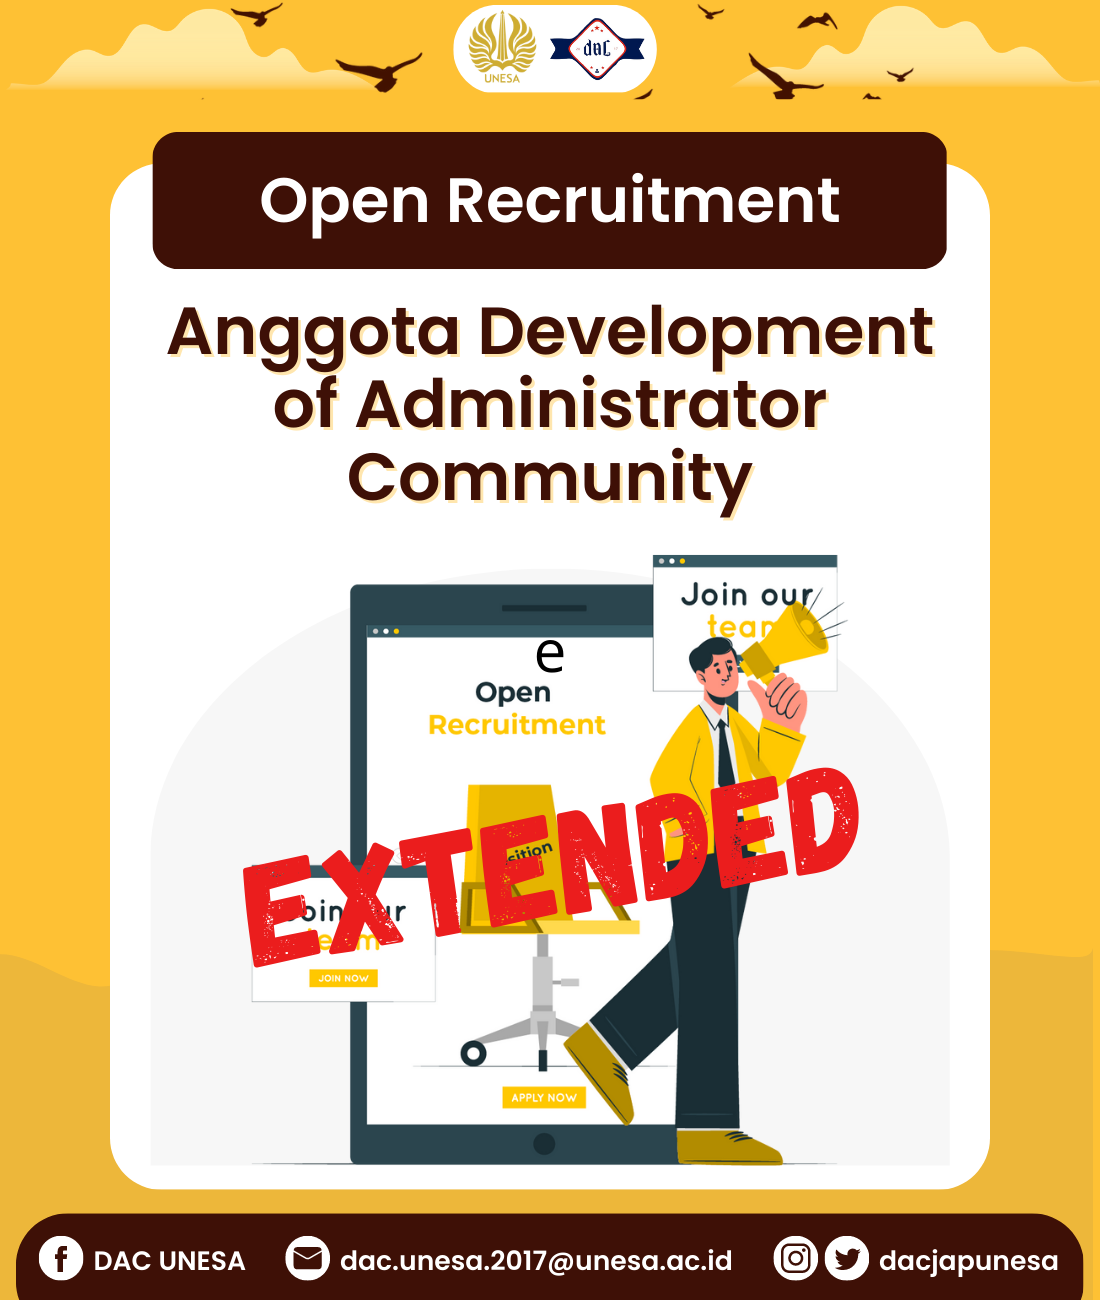 UNESA
dac
Open Recruitment
Anggota Development
of Administrator
Community
Join our
e
Open
Recruitment
EXTENDED
JOIN NOW
APPLY NOW
DAC UNESA
dac.unesa.2017@unesa.ac.id
dacjapunesa